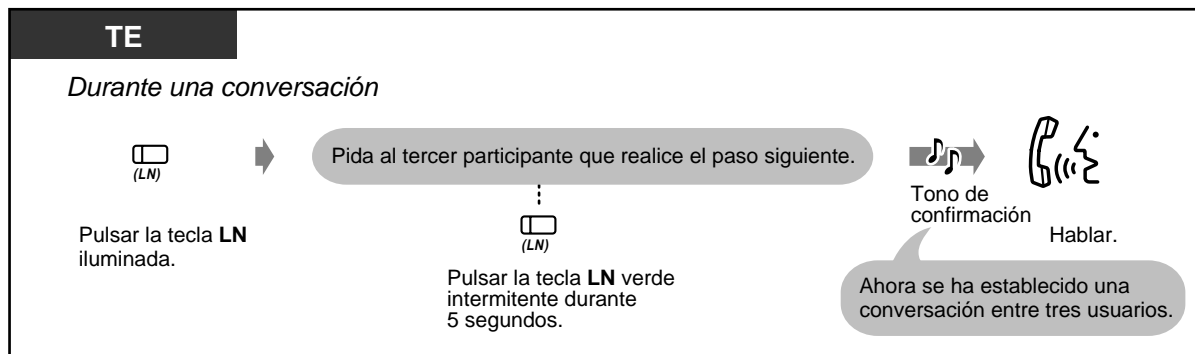 TE
Durante una conversación
(LN)
Pulsar la tecla LN
iluminada.
Pida al tercer participante que realice el paso siguiente.
(LN)
Pulsar la tecla LN verde
intermitente durante
5 segundos.
Tono de
confirmación
Hablar.
Ahora se ha establecido una
conversación entre tres usuarios.